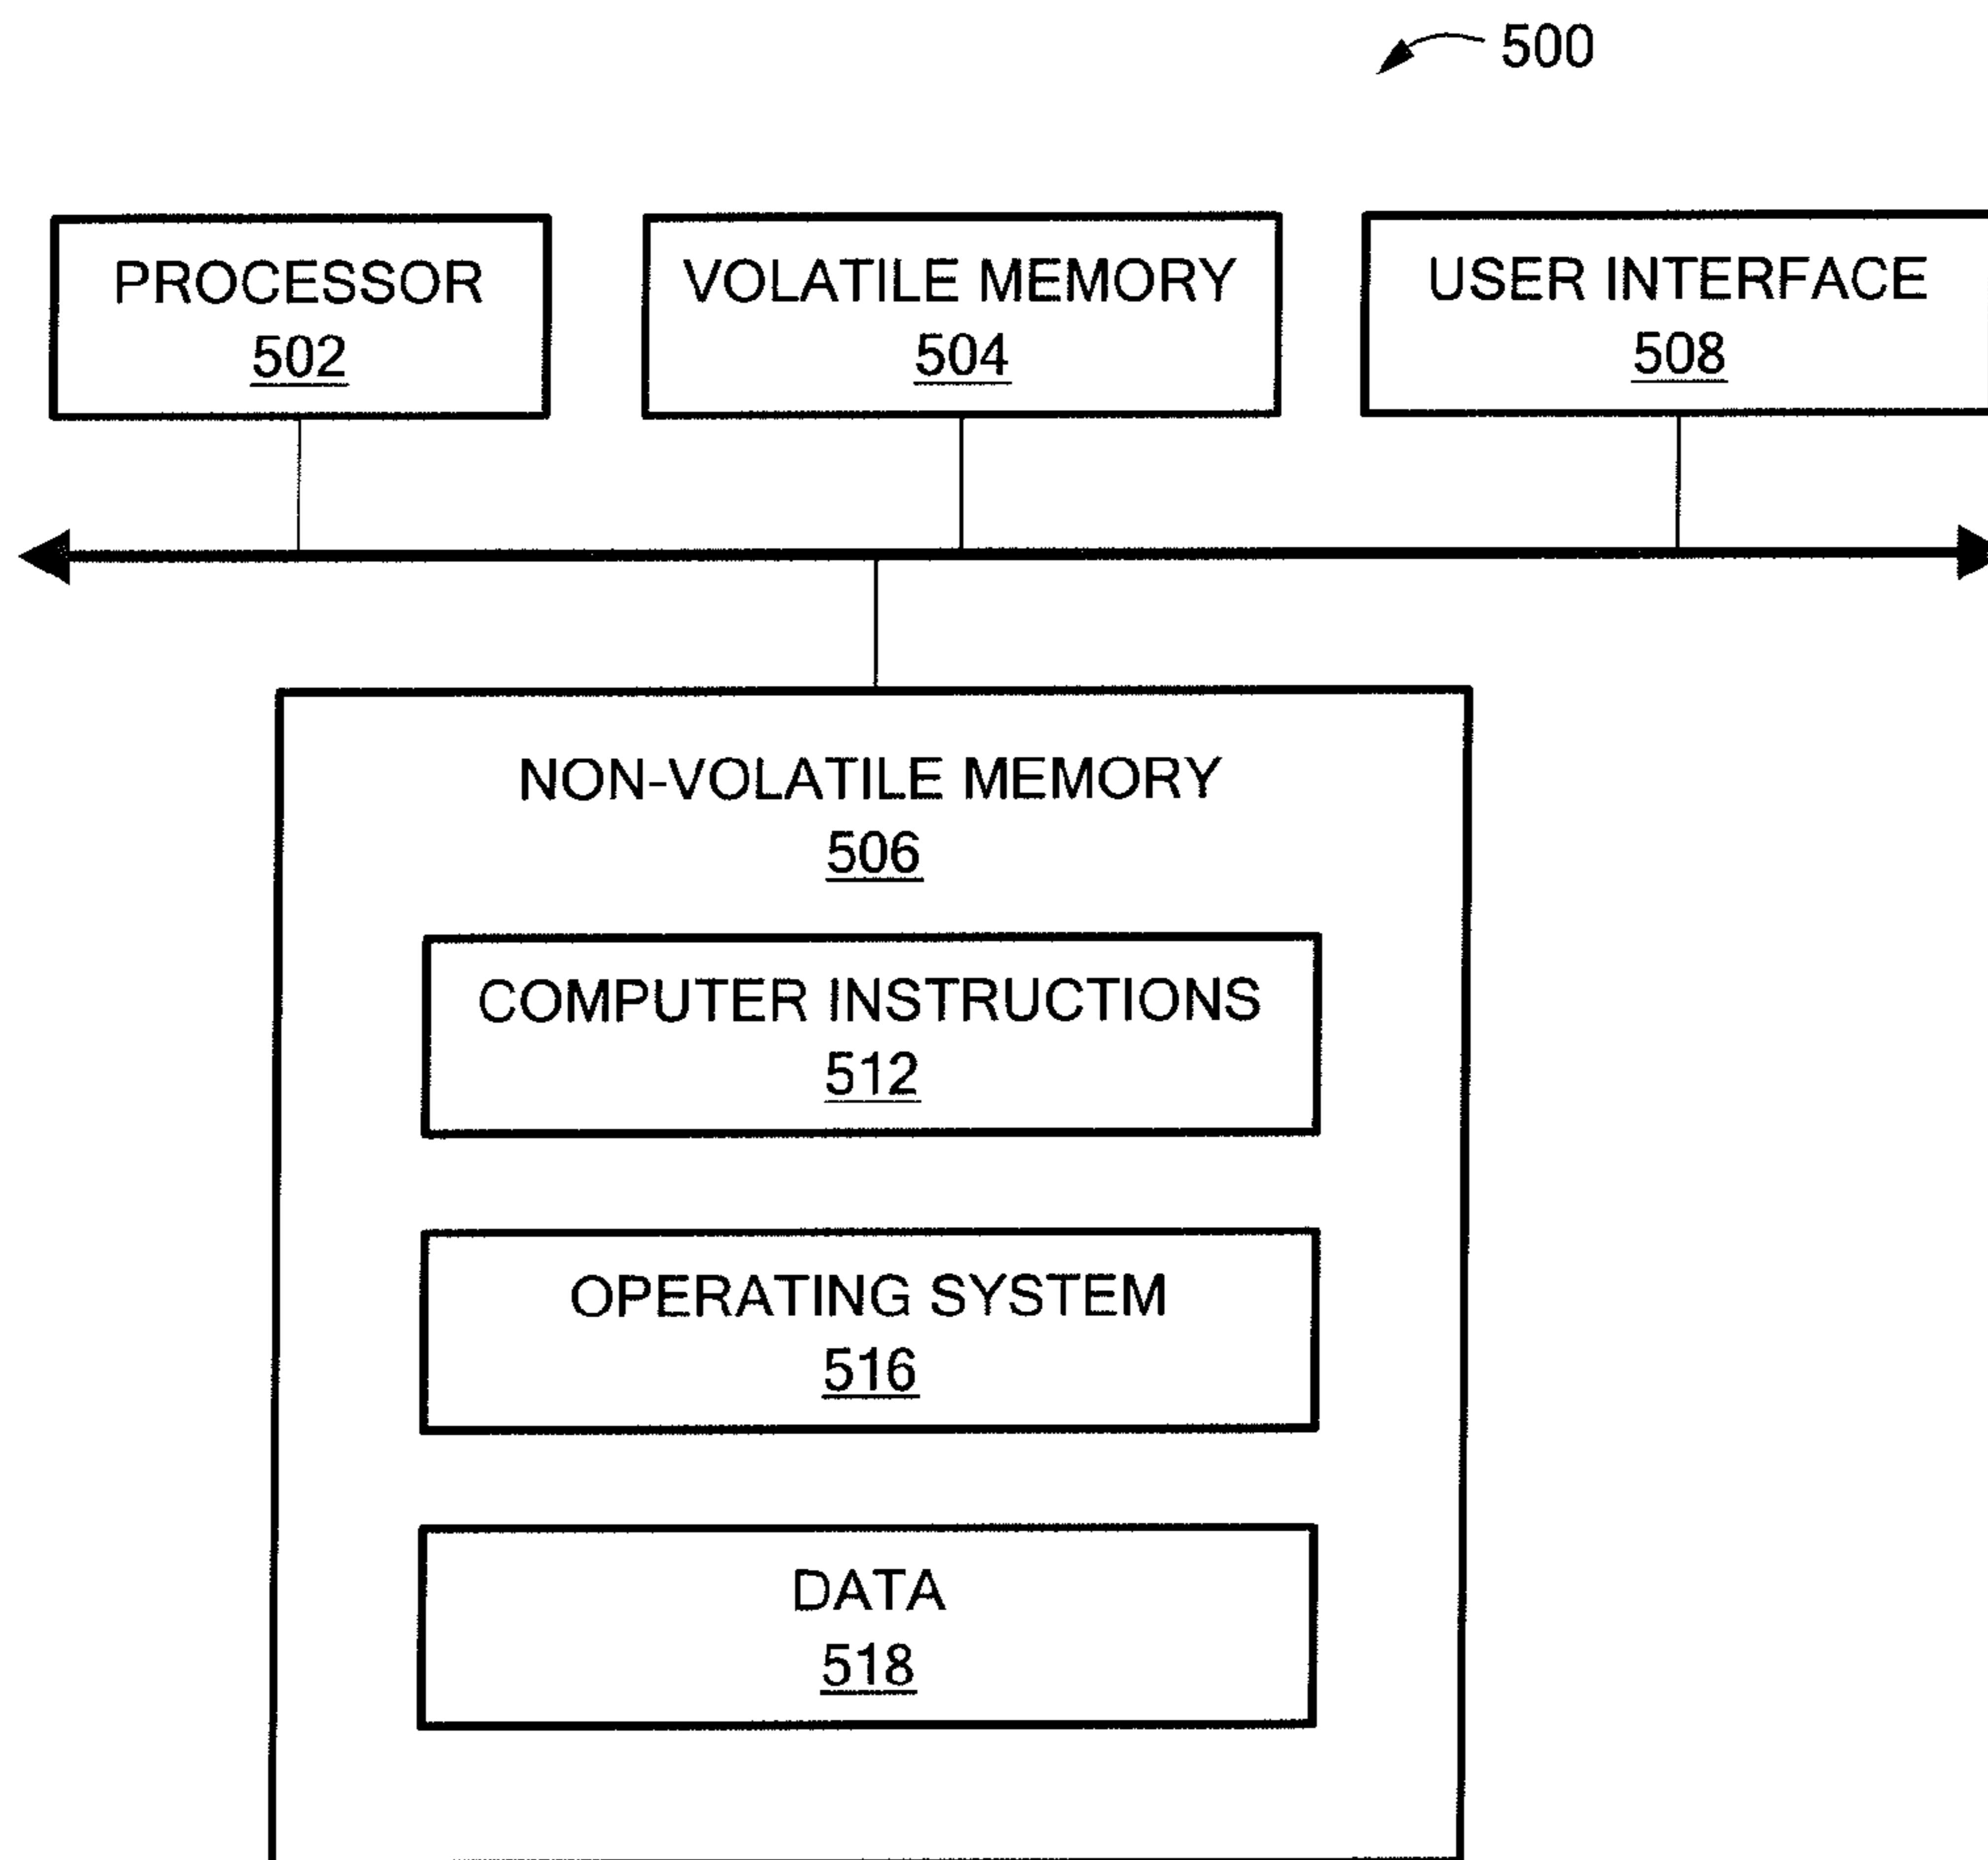 500
PROCESSOR
502
VOLATILE MEMORY
504
USER INTERFACE
508
NON-VOLATILE MEMORY
506
COMPUTER INSTRUCTIONS
512
OPERATING SYSTEM
516
DATA
518